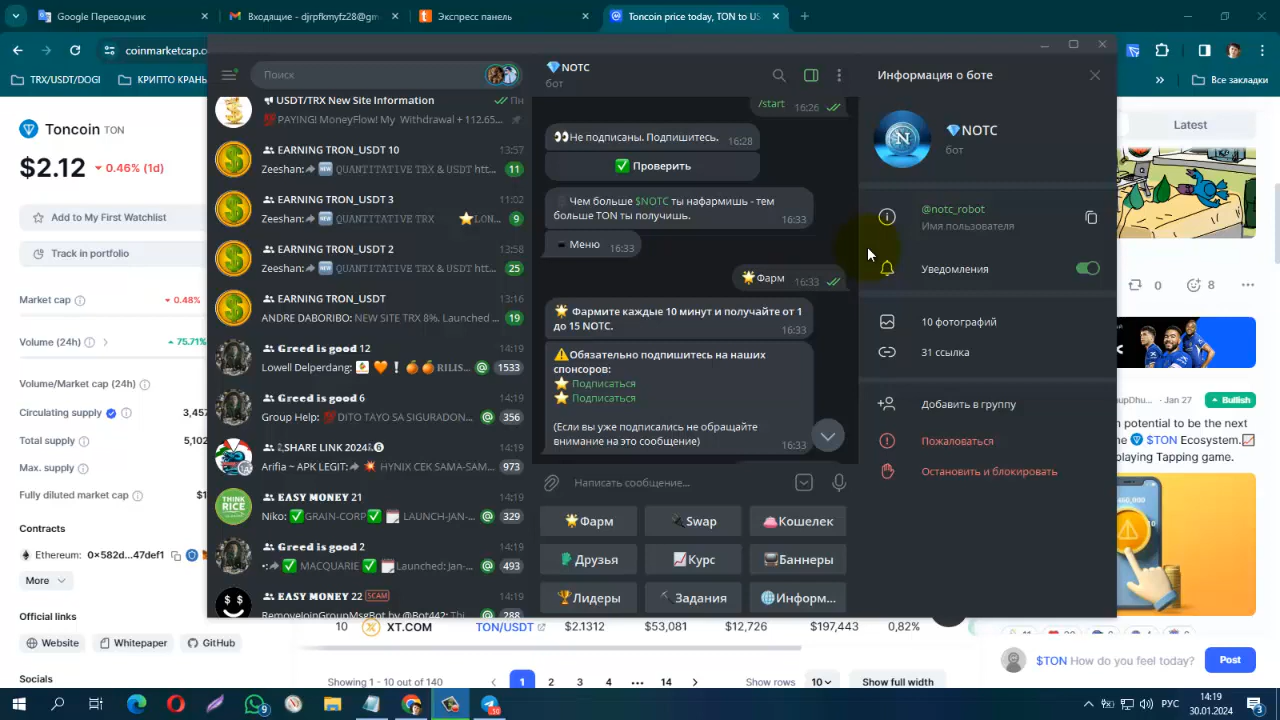 Google Переводчик
Входящие - djrpfkmyfz28@gm
Экспресс панель
Toncoin price today, TON to US
coinmarketcap.co
TRX/USDT/DOGI
КРИПТО КРАНЫ
Все закладки
Toncoin TON
$2.12
0.46% (1d)
Add to My First Watchlist
Track in portfolio
Market cap
0.48%
Volume (24h)
75.71%
Volume/Market cap (24h)
Circulating supply
3,457
Total supply
5,102
Max. supply
Fully diluted market cap
Contracts
Ethereum: 0x582d...47def1
More
Official links
Website
Whitepaper
GitHub
Socials
Поиск
USDT/TRX New Site Information
Пн
PAYING! MoneyFlow! My Withdrawal + 112.65...
EARNING TRON_USDT 10
13:57
Zeeshan: QUANTITATIVE TRX & USDT htt...
11
EARNING TRON_USDT 3
11:02
Zeeshan: QUANTITATIVE TRX
9
EARNING TRON_USDT 2
13:58
Zeeshan: QUANTITATIVE TRX & USDT htt...
25
EARNING TRON_USDT
13:16
ANDRE DABORIBO: NEW SITE TRX 8%. Launched ...
19
Greed is good 12
14:19
Lowell Delperdang:
@ 1533
Greed is good 6
14:19
Group Help: DITO TAYO SA SIGURADON...
@ 356
SHARE LINK 2024
14:19
Arifia ~ APK LEGIT: HYNIX CEK SAMA-SAM...
973
THINK RICE
EASY MONEY 21
14:19
Niko: GRAIN-CORP LAUNCH-JAN-...
@ 329
Greed is good 2
14:19
MACQUARIE Launched: Jan-...
@ 493
EASY MONEY 22 SCAM
14:19
RemoveJoinGroupMsgBot by @Bot442: Thi
288
NOTC
бот
/start 16:26
Не подписаны. Подпишитесь. 16:28
Проверить
Чем больше $NOTC ты нафармишь - тем
больше TON ты получишь. 16:33
Меню 16:33
Фарм 16:33
Фармите каждые 10 минут и получайте от 1
до 15 NOTC. 16:33
Обязательно подпишитесь на наших
спонсоров:
Подписаться
Подписаться
(Если вы уже подписались не обращайте
внимание на это сообщение) 16:33
Написать сообщение...
Фарм
Swap
Кошелек
Друзья
Курс
Баннеры
Лидеры
Задания
Информ...
Информация о боте
NOTC
бот
@notc_robot
Имя пользователя
Уведомления
10 фотографий
31 ссылка
Добавить в группу
Пожаловаться
Остановить и блокировать
10 XT.COM TON/USDT $2.1312 $53,081 $12,726 $197,443 0,82%
Showing 1 - 10 out of 140
1 2 3 4 ... 14
Show rows 10
Show full width
Latest
0
8
Jan 27
Bullish
n potential to be the next
e $TON Ecosystem.
playing Tapping game.
$TON How do you feel today?
Post
РУС
14:19
30.01.2024